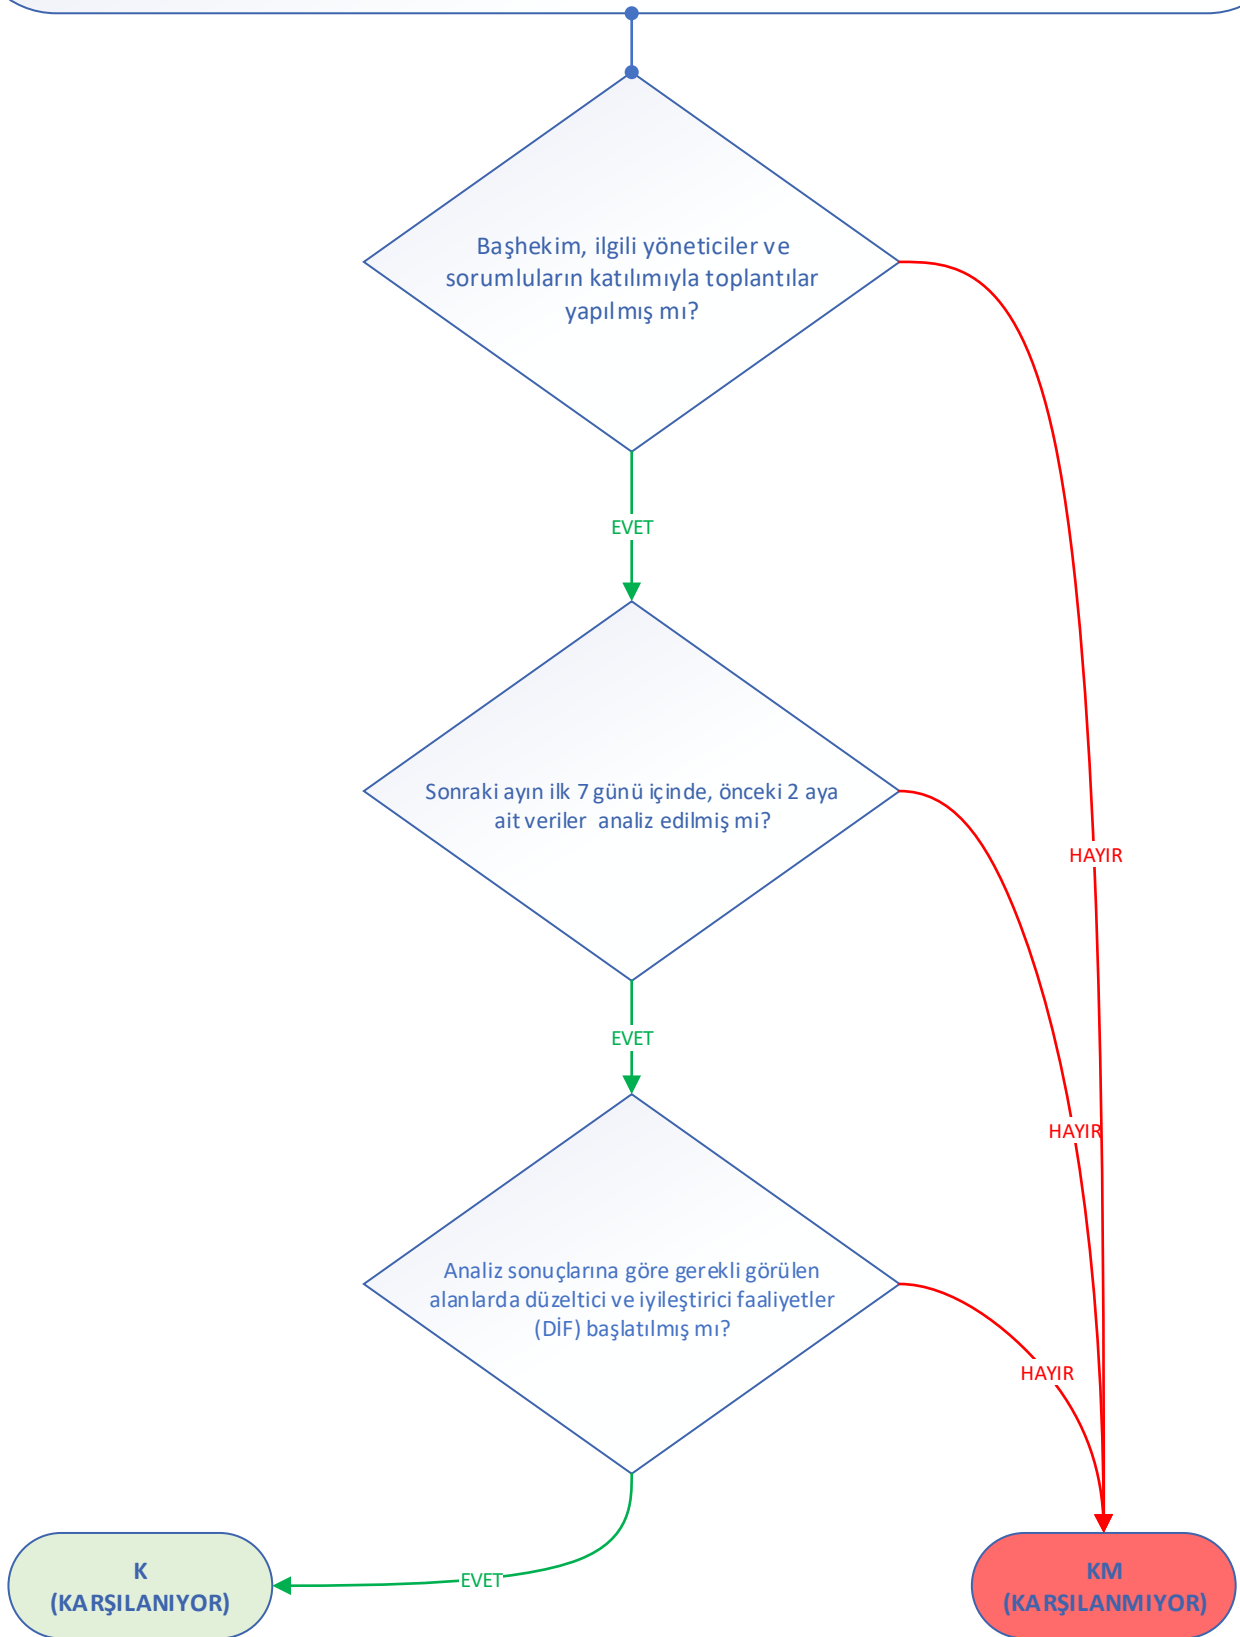 Başhekim, ilgili yöneticiler ve
sorumluların katılımıyla toplantılar
yapılmış mı?
EVET
Sonraki ayın ilk 7 günü içinde, önceki 2 aya
ait veriler analiz edilmiş mi?
HAYIR
EVET
HAYIR
Analiz sonuçlarına göre gerekli görülen
alanlarda düzeltici ve iyileştirici faaliyetler
(DİF) başlatılmış mı?
HAYIR
EVET
K
(KARŞILANIYOR)
KM
(KARŞILANMIYOR)